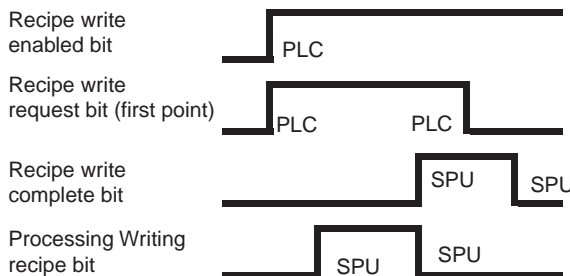 Recipe write
enabled bit
PLC
Recipe write
request bit (first point)
PLC
PLC
Recipe write
complete bit
SPU
SPU
Processing Writing
recipe bit
SPU
SPU